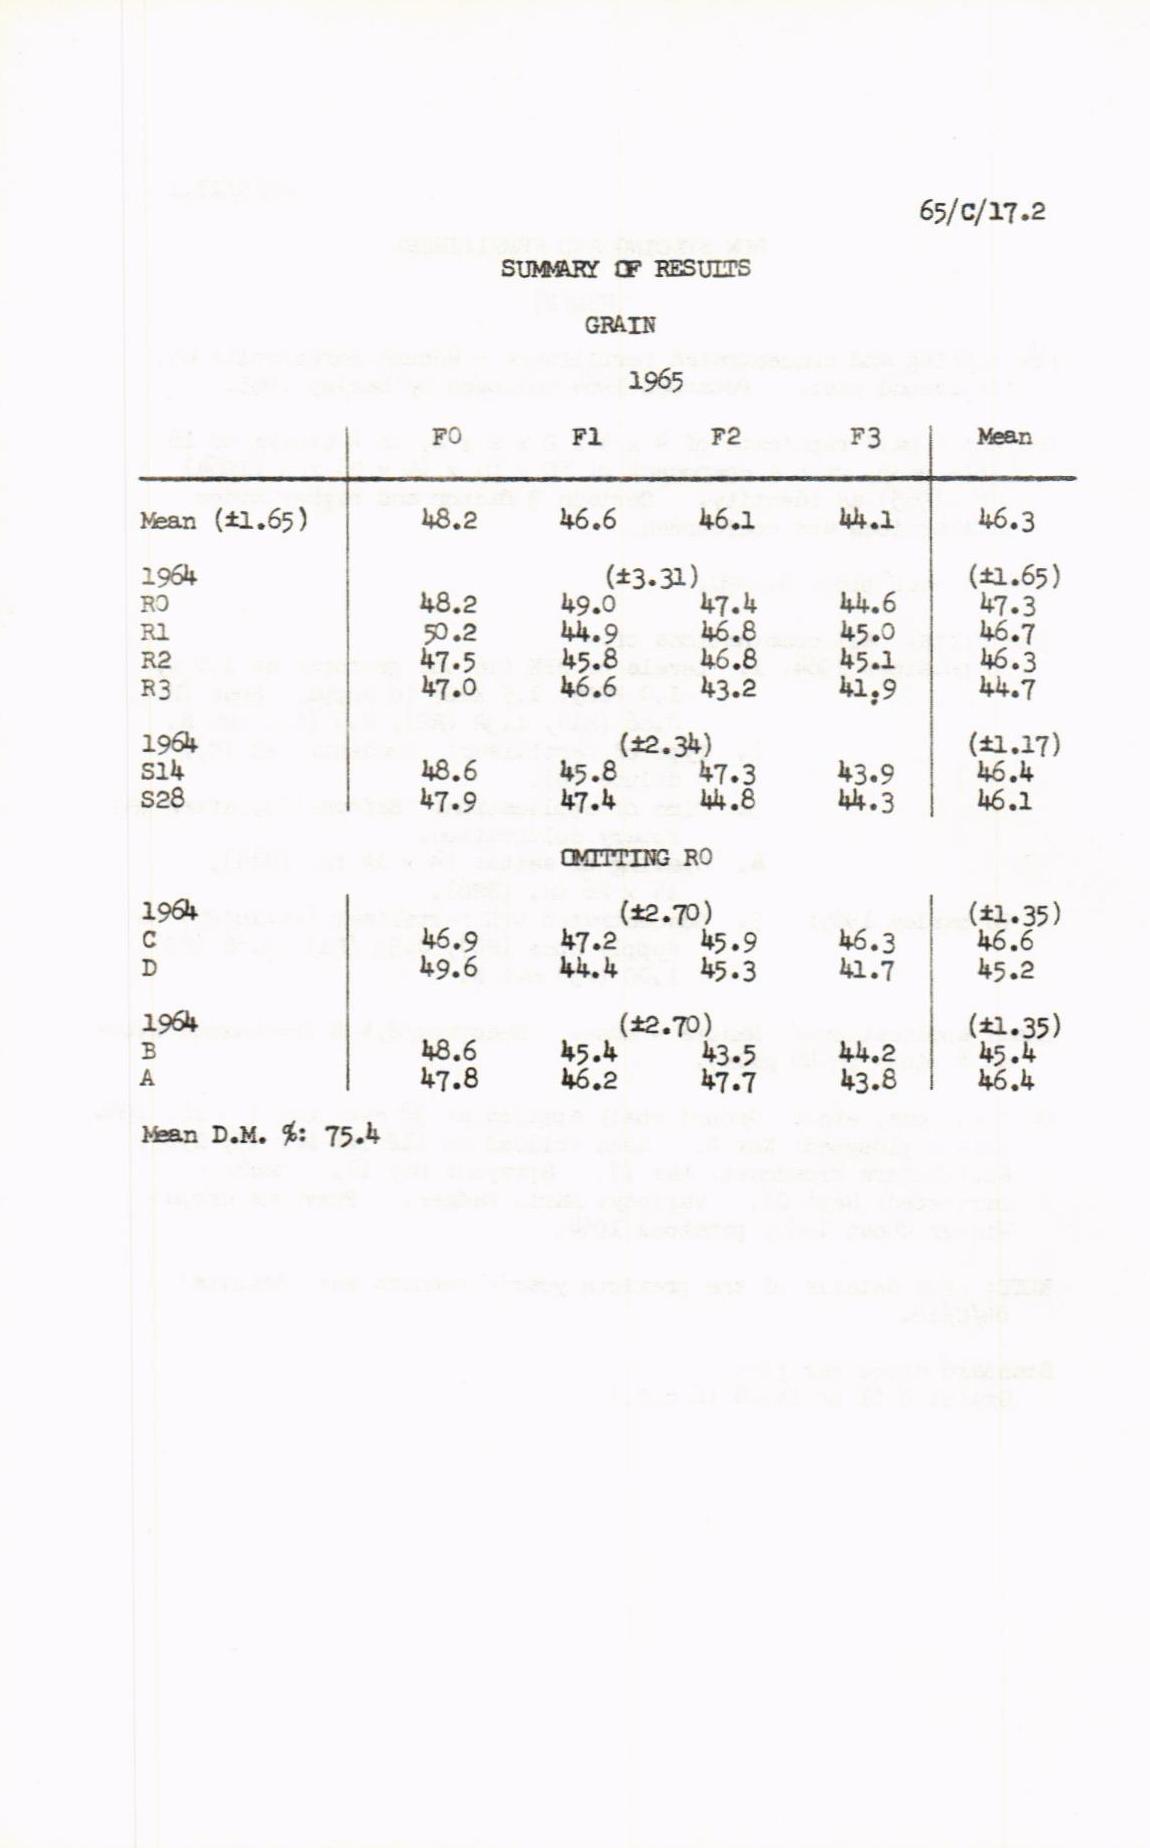 65/C/17.2
SUMMARY OF RESULTS
GRAIN
1965
F0 F1 F2 F3 Mean
Mean (±1.65) 48.2 46.6 46.1 44.1 46.3
1964 (±3.31) (±1.65)
R0 48.2 49.0 47.4 44.6 47.3
R1 50.2 44.9 46.8 45.0 46.7
R2 47.5 45.8 46.8 45.1 46.3
R3 47.0 46.6 43.2 41.9 44.7
1964 (±2.34) (±1.17)
S14 48.6 45.8 47.3 43.9 46.4
S28 47.9 47.4 44.8 44.3 46.1
OMITTING R0
1964 (±2.70) (±1.35)
C 46.9 47.2 45.9 46.3 46.6
D 49.6 44.4 45.3 41.7 45.2
1964 (±2.70) (±1.35)
B 48.6 45.4 43.5 44.2 45.4
A 47.8 46.2 47.7 43.8 46.4
Mean D.M. %: 75.4